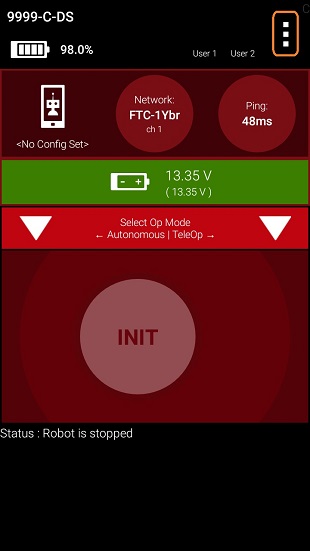 9999-C-DS
98.0%
User 1 User 2
Network:
FTC-1Ybr
ch 1
Ping:
48ms
<No Config Set>
13.35 V
( 13.35 V )
Select Op Mode
← Autonomous | TeleOp →
INIT
Status : Robot is stopped